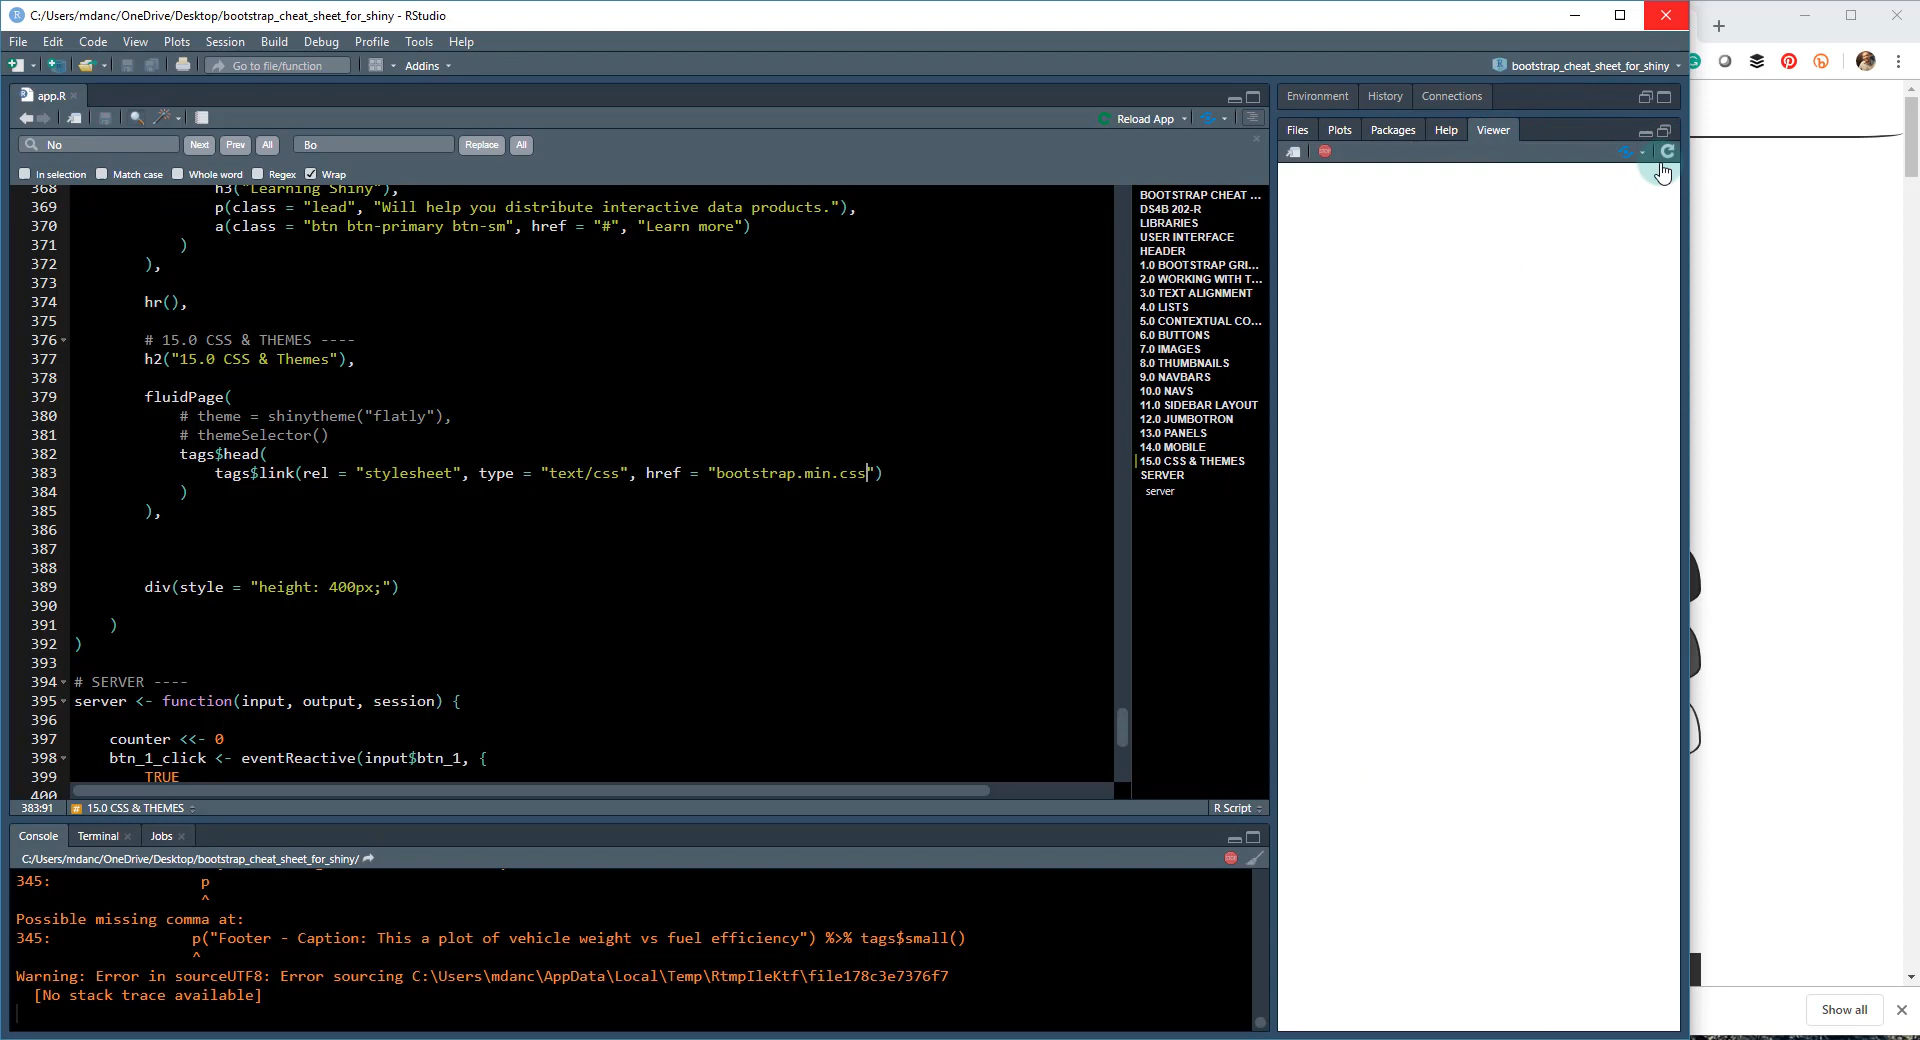 C:/Users/mdanc/OneDrive/Desktop/bootstrap_cheat_sheet_for_shiny - RStudio
File Edit Code View Plots Session Build Debug Profile Tools Help
Go to file/function Addins bootstrap_cheat_sheet_for_shiny
app.R
Reload App
No Next Prev All Bo Replace All
In selection Match case Whole word Regex Wrap
368 h3("Learning Shiny"),
369 p(class = "lead", "Will help you distribute interactive data products."),
370 a(class = "btn btn-primary btn-sm", href = "#", "Learn more")
371 )
372 ),
373
374 hr(),
375
376 # 15.0 CSS & THEMES ----
377 h2("15.0 CSS & Themes"),
378
379 fluidPage(
380 # theme = shinytheme("flatly"),
381 # themeSelector()
382 tags$head(
383 tags$link(rel = "stylesheet", type = "text/css", href = "bootstrap.min.css")
384 )
385 ),
386
387
388
389 div(style = "height: 400px;")
390
391 )
392 )
393
394 # SERVER ----
395 server <- function(input, output, session) {
396
397 counter <<- 0
398 btn_1_click <- eventReactive(input$btn_1, {
399 TRUE
400
BOOTSTRAP CHEAT ...
DS4B 202-R
LIBRARIES
USER INTERFACE
HEADER
1.0 BOOTSTRAP GRI...
2.0 WORKING WITH T...
3.0 TEXT ALIGNMENT
4.0 LISTS
5.0 CONTEXTUAL CO...
6.0 BUTTONS
7.0 IMAGES
8.0 THUMBNAILS
9.0 NAVBARS
10.0 NAVS
11.0 SIDEBAR LAYOUT
12.0 JUMBOTRON
13.0 PANELS
14.0 MOBILE
15.0 CSS & THEMES
SERVER
server
383:91 # 15.0 CSS & THEMES R Script
Console Terminal Jobs
C:/Users/mdanc/OneDrive/Desktop/bootstrap_cheat_sheet_for_shiny/
345: p
^
Possible missing comma at:
345: p("Footer - Caption: This a plot of vehicle weight vs fuel efficiency") %>% tags$small()
^
Warning: Error in sourceUTF8: Error sourcing C:\Users\mdanc\AppData\Local\Temp\RtmpIleKtf\file178c3e7376f7
[No stack trace available]
Environment History Connections
Files Plots Packages Help Viewer
STOP
Show all